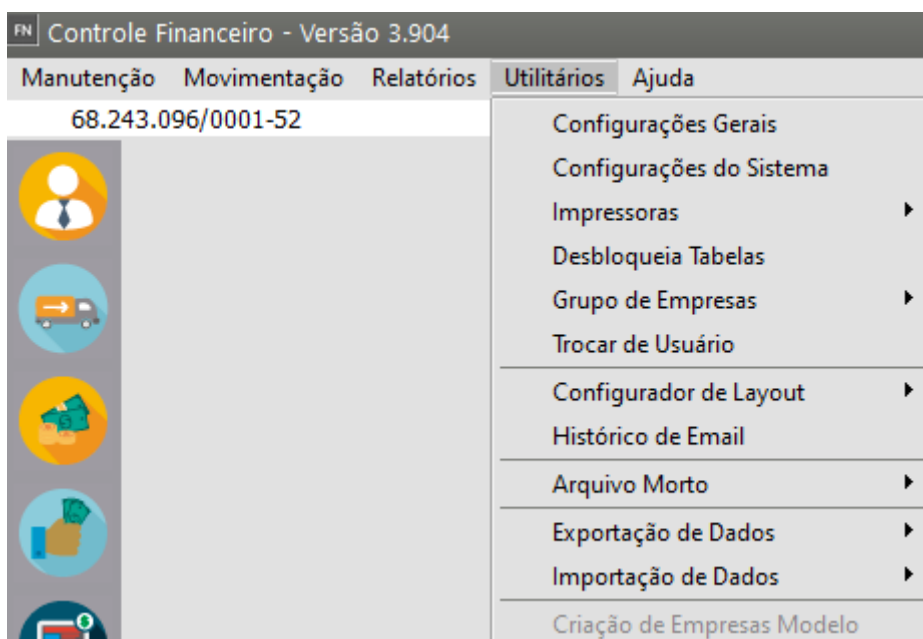 FN Controle Financeiro - Versão 3.904
Manutenção Movimentação Relatórios Utilitários Ajuda
68.243.096/0001-52
Configurações Gerais
Configurações do Sistema
Impressoras
Desbloqueia Tabelas
Grupo de Empresas
Trocar de Usuário
Configurador de Layout
Histórico de Email
Arquivo Morto
Exportação de Dados
Importação de Dados
Criação de Empresas Modelo